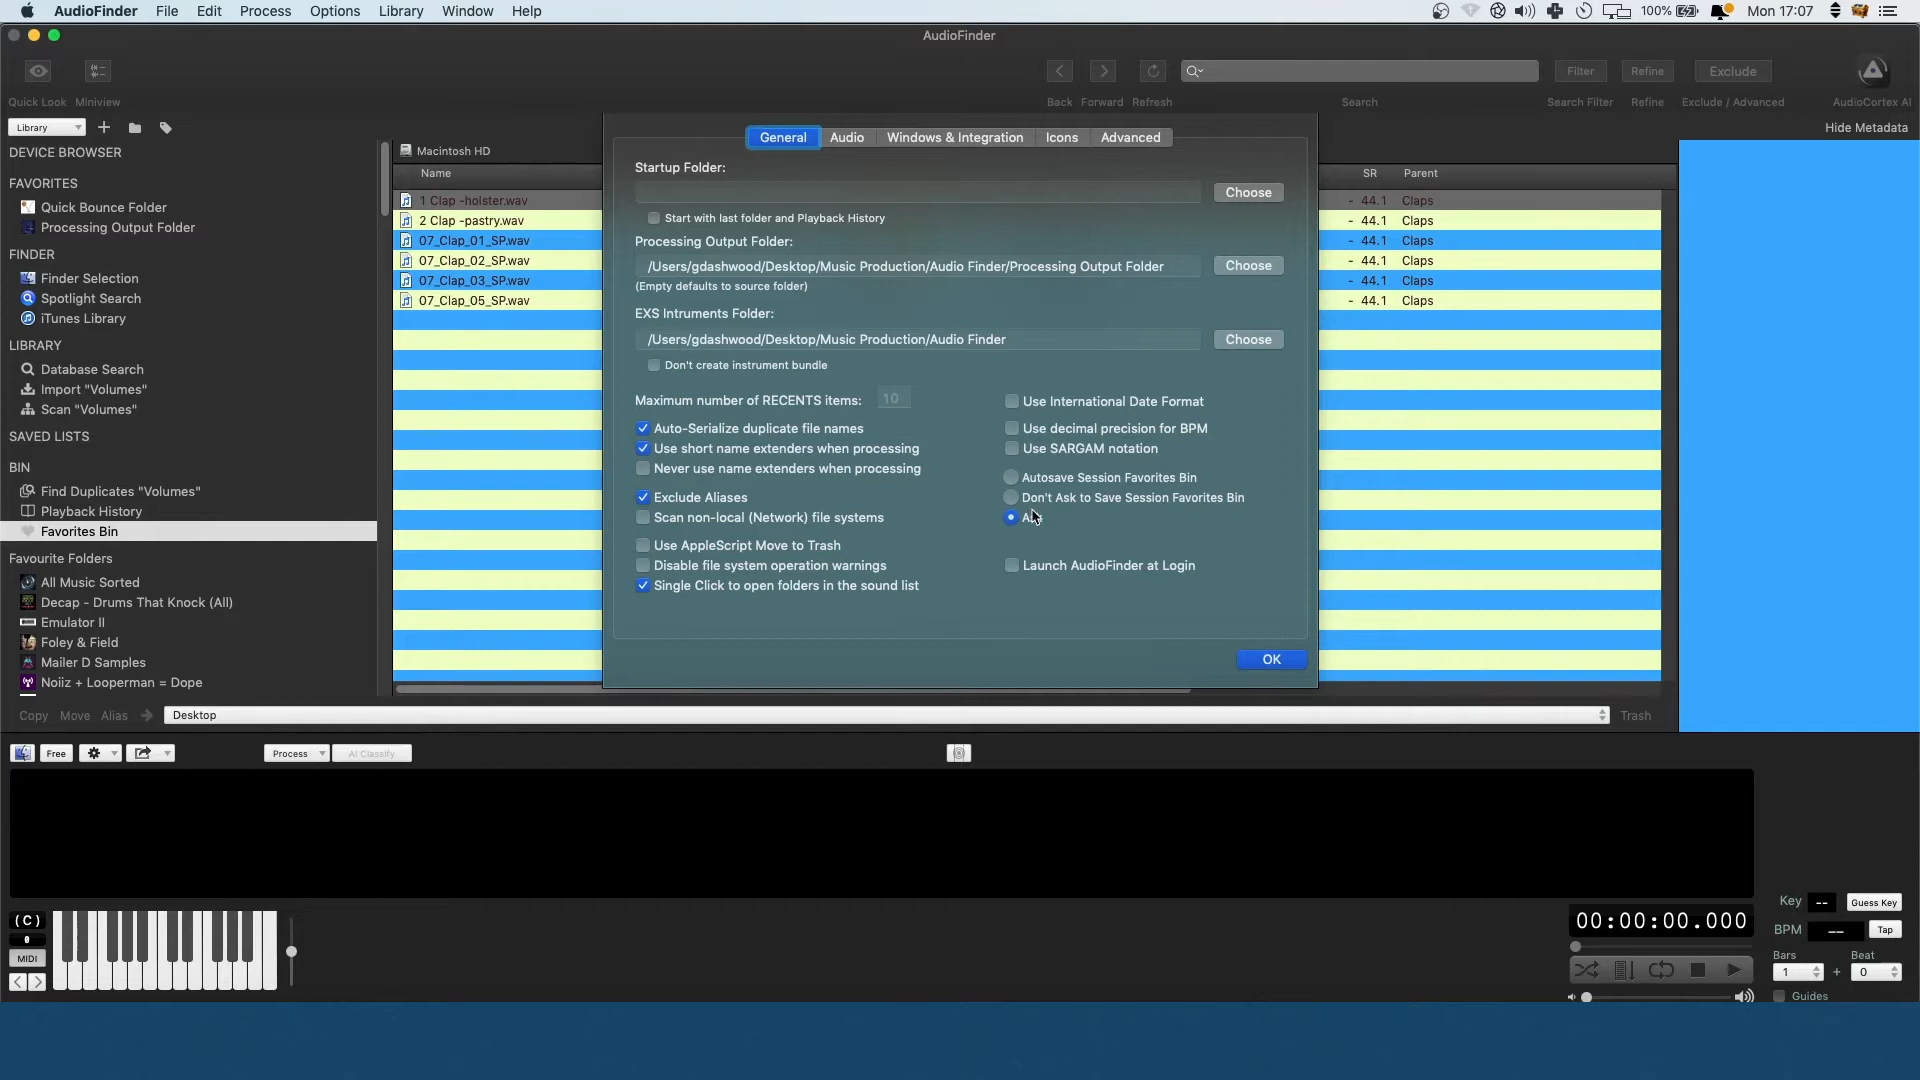 AudioFinder File Edit Process Options Library Window Help 100% Mon 17:07
AudioFinder
Filter Refine Exclude
Quick Look Miniview Back Forward Refresh Search Search Filter Refine Exclude / Advanced AudioCortex AI
Library
Hide Metadata
DEVICE BROWSER
FAVORITES
Quick Bounce Folder
Processing Output Folder
FINDER
Finder Selection
Spotlight Search
iTunes Library
LIBRARY
Database Search
Import "Volumes"
Scan "Volumes"
SAVED LISTS
BIN
Find Duplicates "Volumes"
Playback History
Favorites Bin
Favourite Folders
All Music Sorted
Decap - Drums That Knock (All)
Emulator II
Foley & Field
Mailer D Samples
Noiiz + Looperman = Dope
Macintosh HD
Name SR Parent
1 Clap -holster.wav - 44.1 Claps
2 Clap -pastry.wav - 44.1 Claps
07_Clap_01_SP.wav - 44.1 Claps
07_Clap_02_SP.wav - 44.1 Claps
07_Clap_03_SP.wav - 44.1 Claps
07_Clap_05_SP.wav - 44.1 Claps
General Audio Windows & Integration Icons Advanced
Startup Folder:
Choose
Start with last folder and Playback History
Processing Output Folder:
/Users/gdashwood/Desktop/Music Production/Audio Finder/Processing Output Folder Choose
(Empty defaults to source folder)
EXS Intruments Folder:
/Users/gdashwood/Desktop/Music Production/Audio Finder Choose
Don't create instrument bundle
Maximum number of RECENTS items: 10
Auto-Serialize duplicate file names
Use short name extenders when processing
Never use name extenders when processing
Exclude Aliases
Scan non-local (Network) file systems
Use AppleScript Move to Trash
Disable file system operation warnings
Single Click to open folders in the sound list
Use International Date Format
Use decimal precision for BPM
Use SARGAM notation
Autosave Session Favorites Bin
Don't Ask to Save Session Favorites Bin
Launch AudioFinder at Login
OK
Copy Move Alias Desktop Trash
Free Process AI Classify
(C)
0
MIDI
00:00:00.000
Key -- Guess Key
BPM -- Tap
Bars Beat
1 + 0
Guides